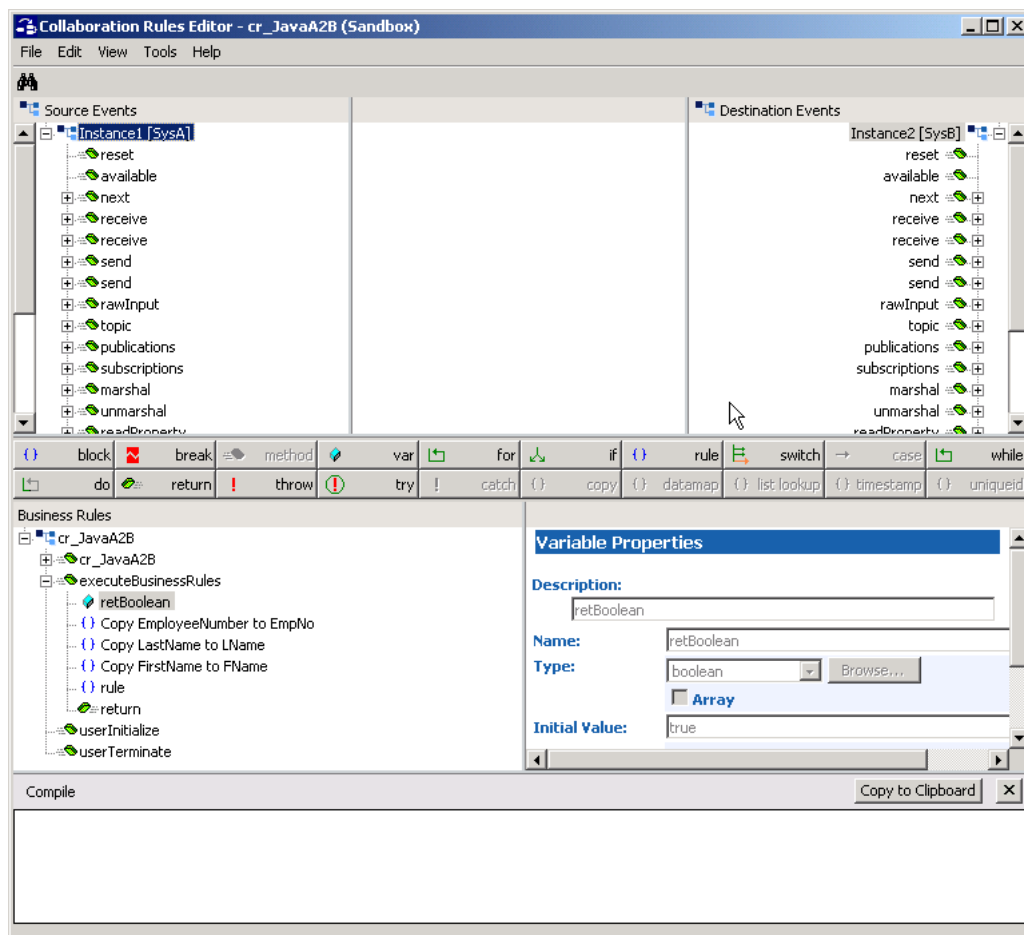 Collaboration Rules Editor - cr_JavaA2B (Sandbox)
File Edit View Tools Help
Source Events
Destination Events
Instance1 [SysA]
Instance2 [SysB]
reset
reset
available
available
next
next
receive
receive
receive
receive
send
send
send
send
rawInput
rawInput
topic
topic
publications
publications
subscriptions
subscriptions
marshal
marshal
unmarshal
unmarshal
readProperty
readProperty
{} block break method var for if {} rule switch case while
do return throw try catch {} copy {} datamap {} list lookup {} timestamp {} uniqueid
Business Rules
cr_JavaA2B
cr_JavaA2B
executeBusinessRules
retBoolean
{} Copy EmployeeNumber to EmpNo
{} Copy LastName to LName
{} Copy FirstName to FName
{} rule
return
userInitialize
userTerminate
Variable Properties
Description:
retBoolean
Name: retBoolean
Type: boolean Browse...
Array
Initial Value: true
Compile
Copy to Clipboard